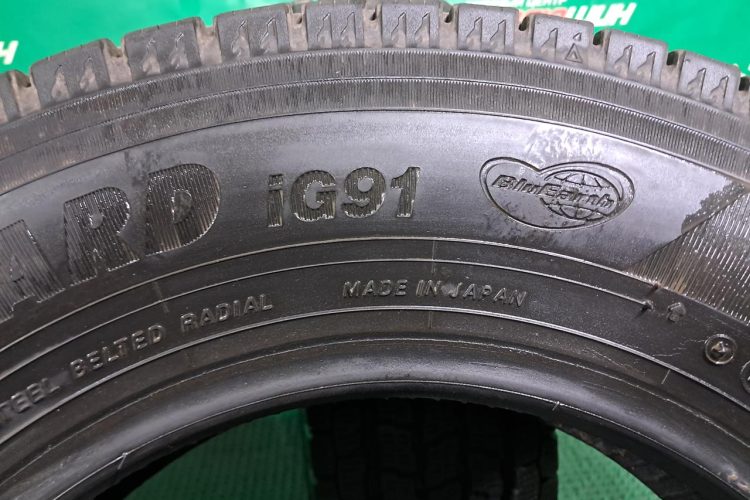 ARD iG91
BluEarth
STEEL BELTED RADIAL MADE IN JAPAN